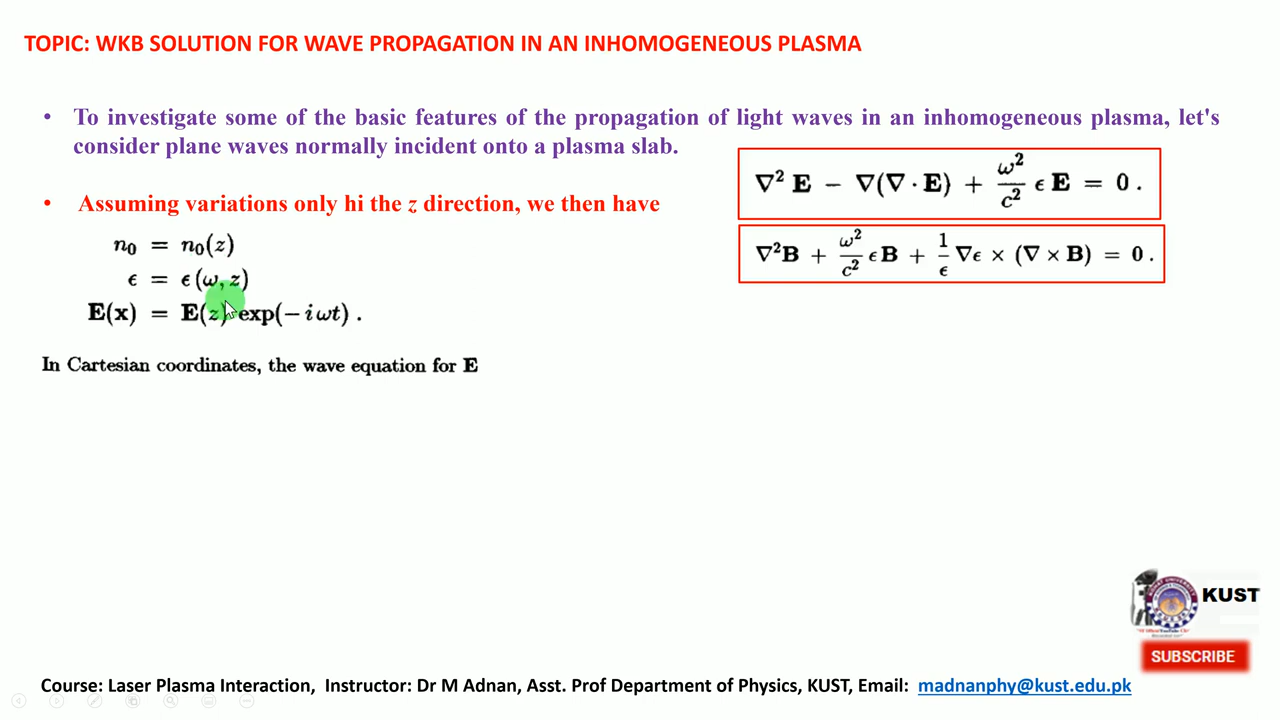 TOPIC: WKB SOLUTION FOR WAVE PROPAGATION IN AN INHOMOGENEOUS PLASMA
• To investigate some of the basic features of the propagation of light waves in an inhomogeneous plasma, let's
consider plane waves normally incident onto a plasma slab.
∇² E − ∇(∇ · E) + ω²/c² ϵ E = 0 .
• Assuming variations only hi the z direction, we then have
∇²B + ω²/c² ϵ B + 1/ϵ ∇ϵ × (∇ × B) = 0 .
n₀ = n₀(z)
ϵ = ϵ(ω, z)
E(x) = E(z) exp(− i ωt) .
In Cartesian coordinates, the wave equation for E
KUST
SUBSCRIBE
Course: Laser Plasma Interaction, Instructor: Dr M Adnan, Asst. Prof Department of Physics, KUST, Email: madnanphy@kust.edu.pk